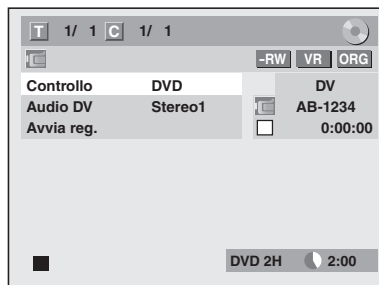 T 1/ 1 C 1/ 1
-RW VR ORG
Controllo DVD DV
Audio DV Stereo1 AB-1234
Avvia reg. 0:00:00
DVD 2H 2:00